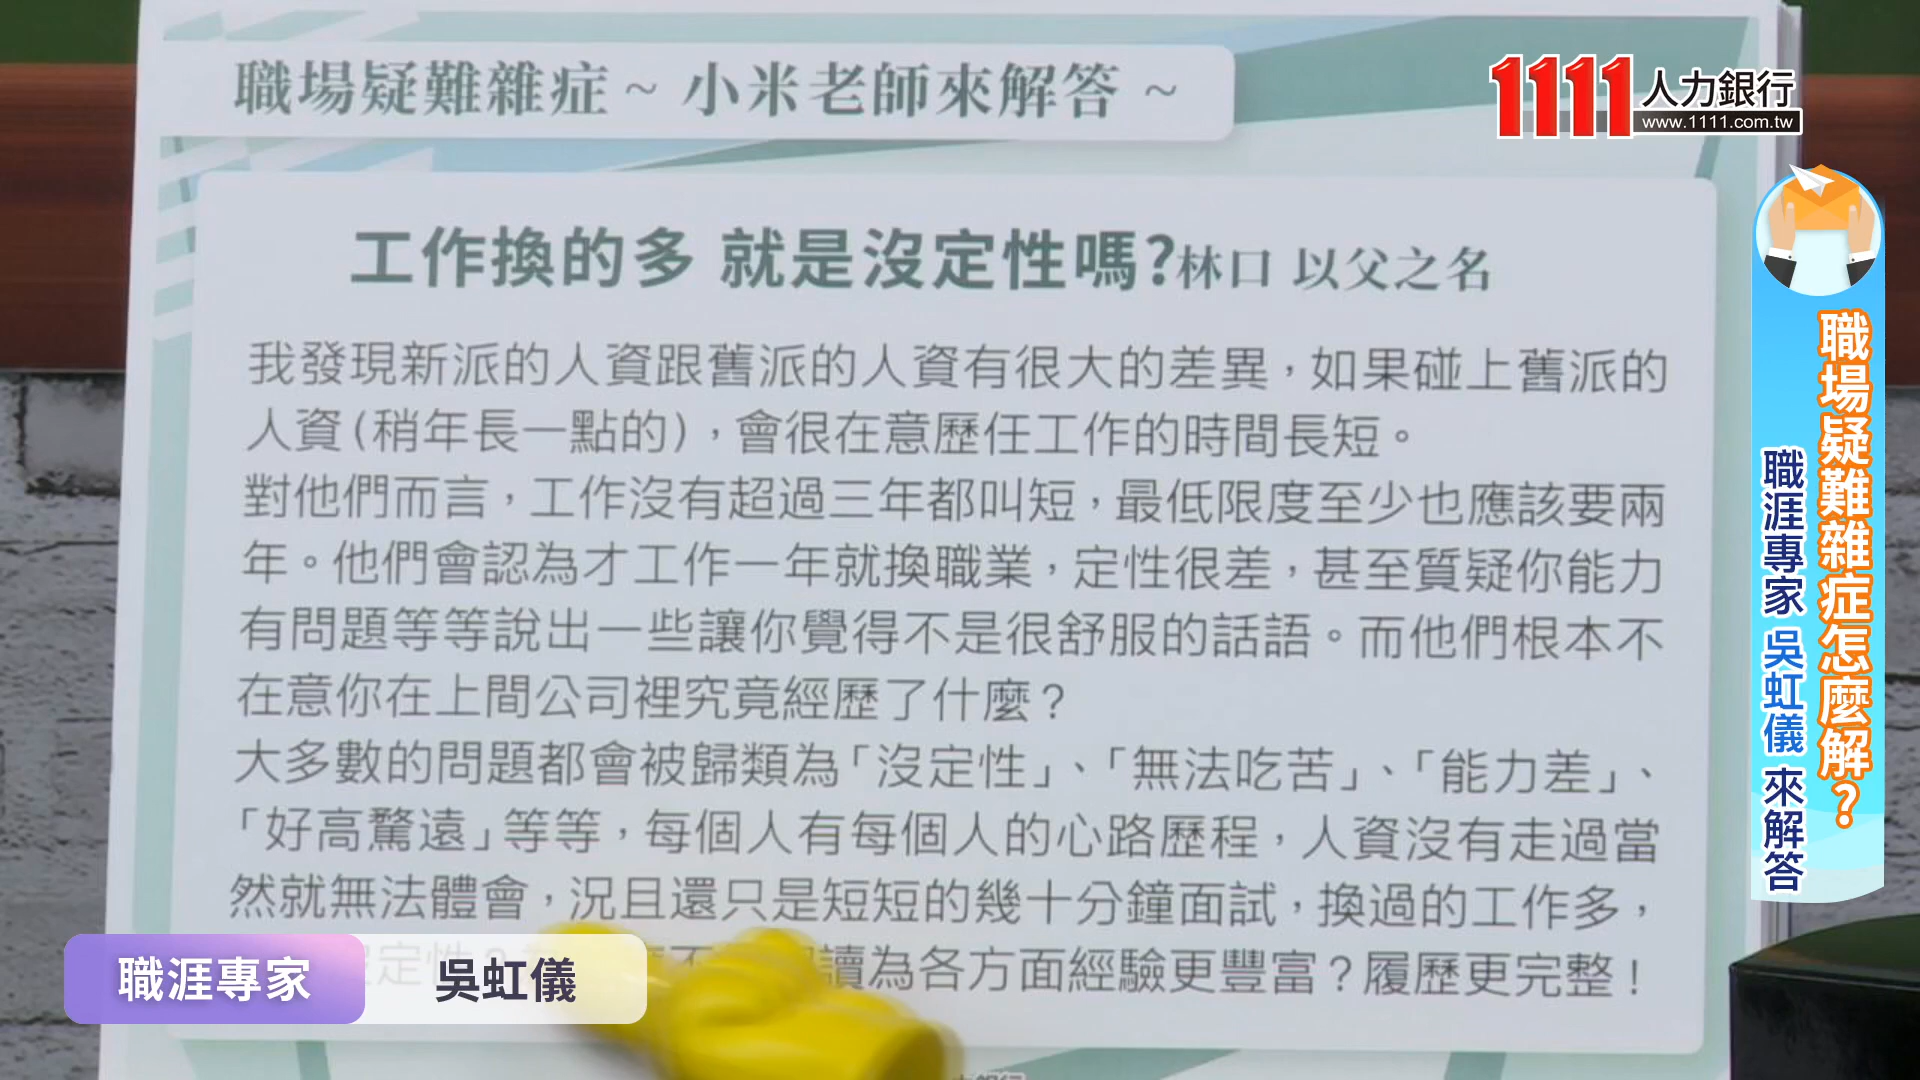 職場疑難雜症～小米老師來解答～
工作換的多 就是沒定性嗎?林口 以父之名
我發現新派的人資跟舊派的人資有很大的差異，如果碰上舊派的
人資(稍年長一點的)，會很在意歷任工作的時間長短。
對他們而言，工作沒有超過三年都叫短，最低限度至少也應該要兩
年。他們會認為才工作一年就換職業，定性很差，甚至質疑你能力
有問題等等說出一些讓你覺得不是很舒服的話語。而他們根本不
在意你在上間公司裡究竟經歷了什麼？
大多數的問題都會被歸類為「沒定性」、「無法吃苦」、「能力差」、
「好高騖遠」等等，每個人有每個人的心路歷程，人資沒有走過當
然就無法體會，況且還只是短短的幾十分鐘面試，換過的工作多，
讀為各方面經驗更豐富？履歷更完整！
職涯專家 吳虹儀
1111人力銀行
www.1111.com.tw
職場疑難雜症怎麼解?
職涯專家 吳虹儀 來解答